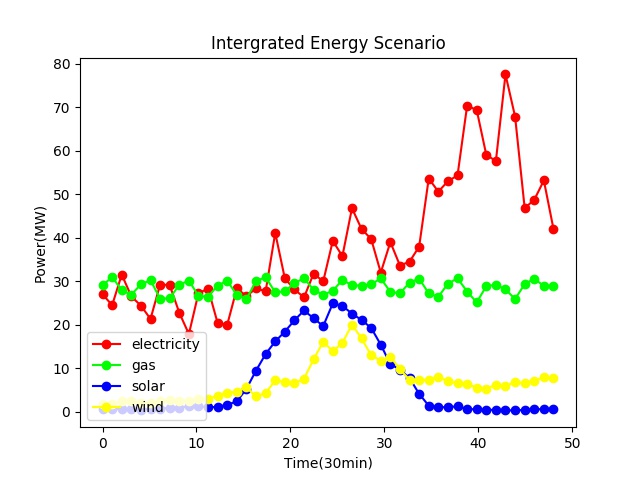 Intergrated Energy Scenario
Power(MW)
80
70
60
50
40
30
20
10
0
electricity
gas
solar
wind
0 10 20 30 40 50
Time(30min)